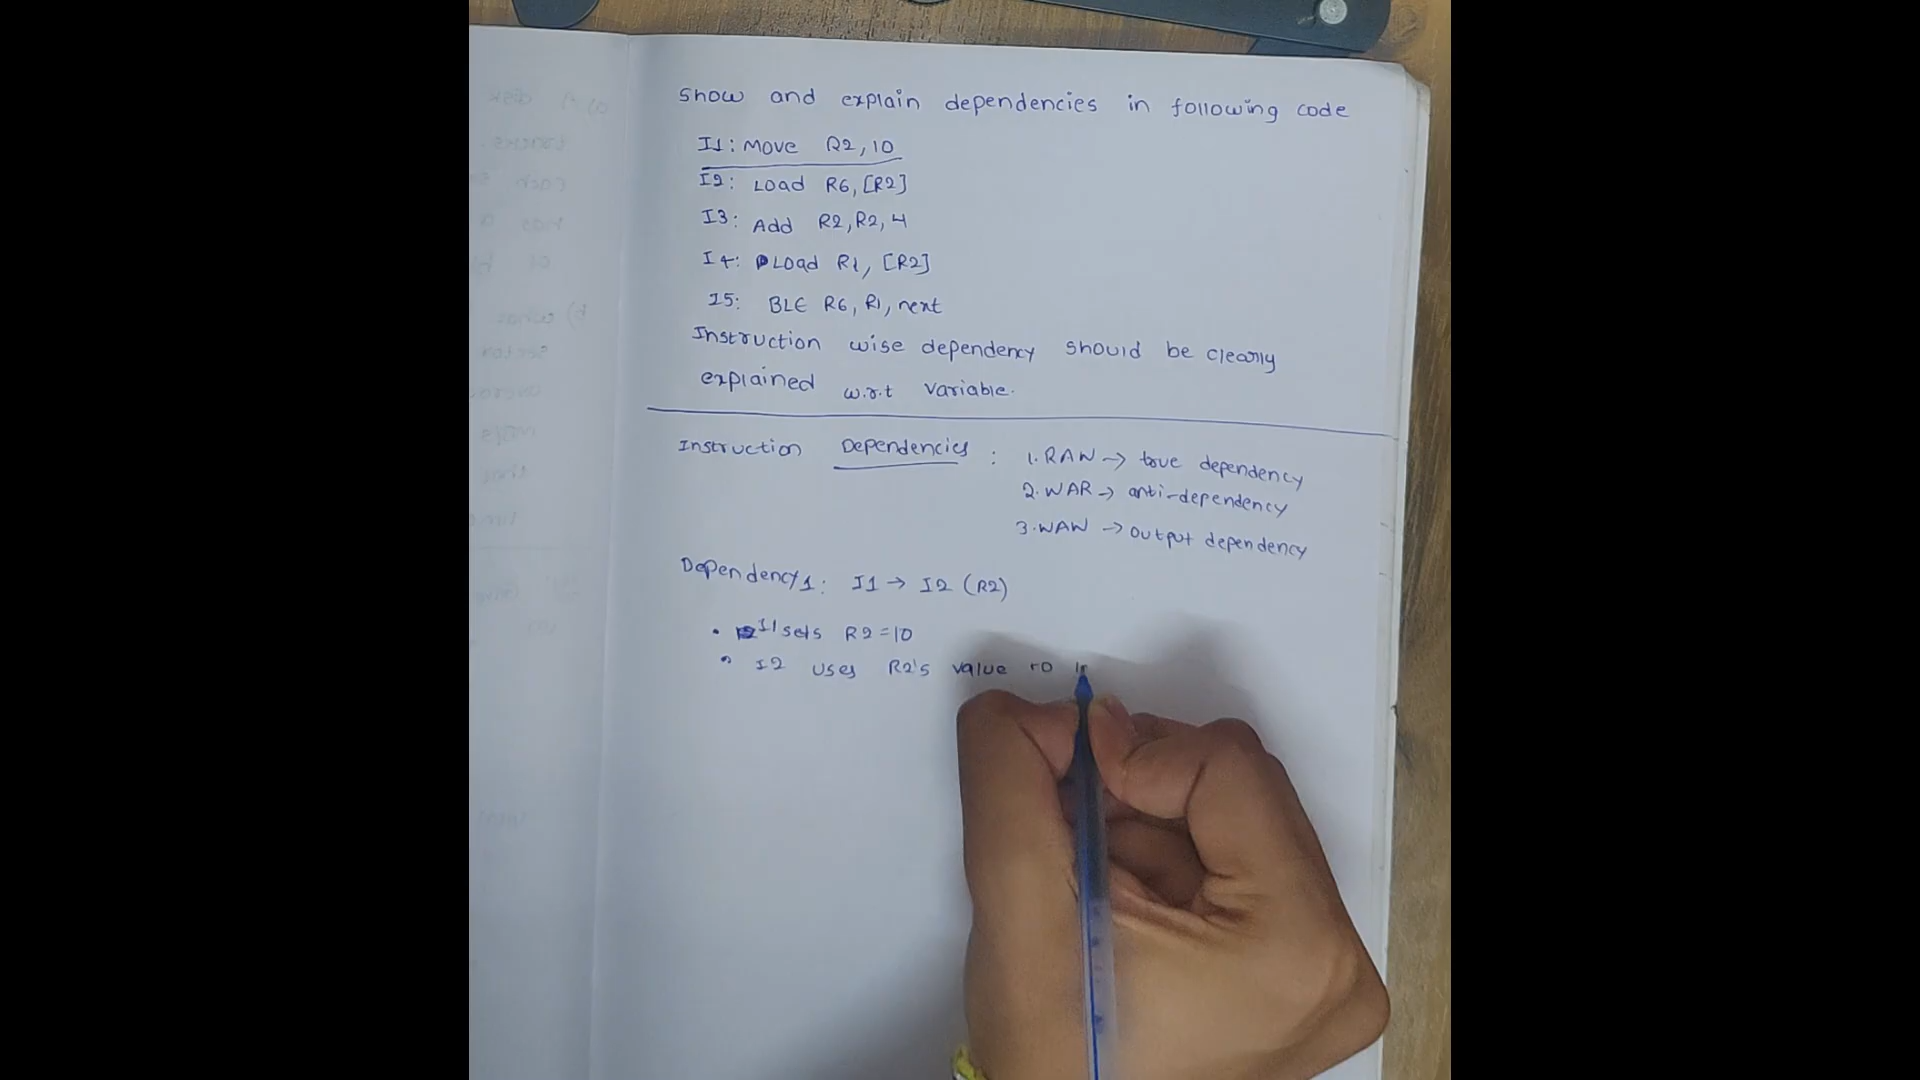 Show and explain dependencies in following code
I1: Move R2, 10
I2: Load R6, [R2]
I3: Add R2, R2, 4
I4: Load R1, [R2]
I5: BLE R6, R1, next
Instruction wise dependency should be clearly
explained w.r.t variable.
Instruction Dependencies : 1. RAW → true dependency
2. WAR → anti-dependency
3. WAW → output dependency
Dependency 1: I1 → I2 (R2)
• I1 sets R2 = 10
• I2 uses R2's value to